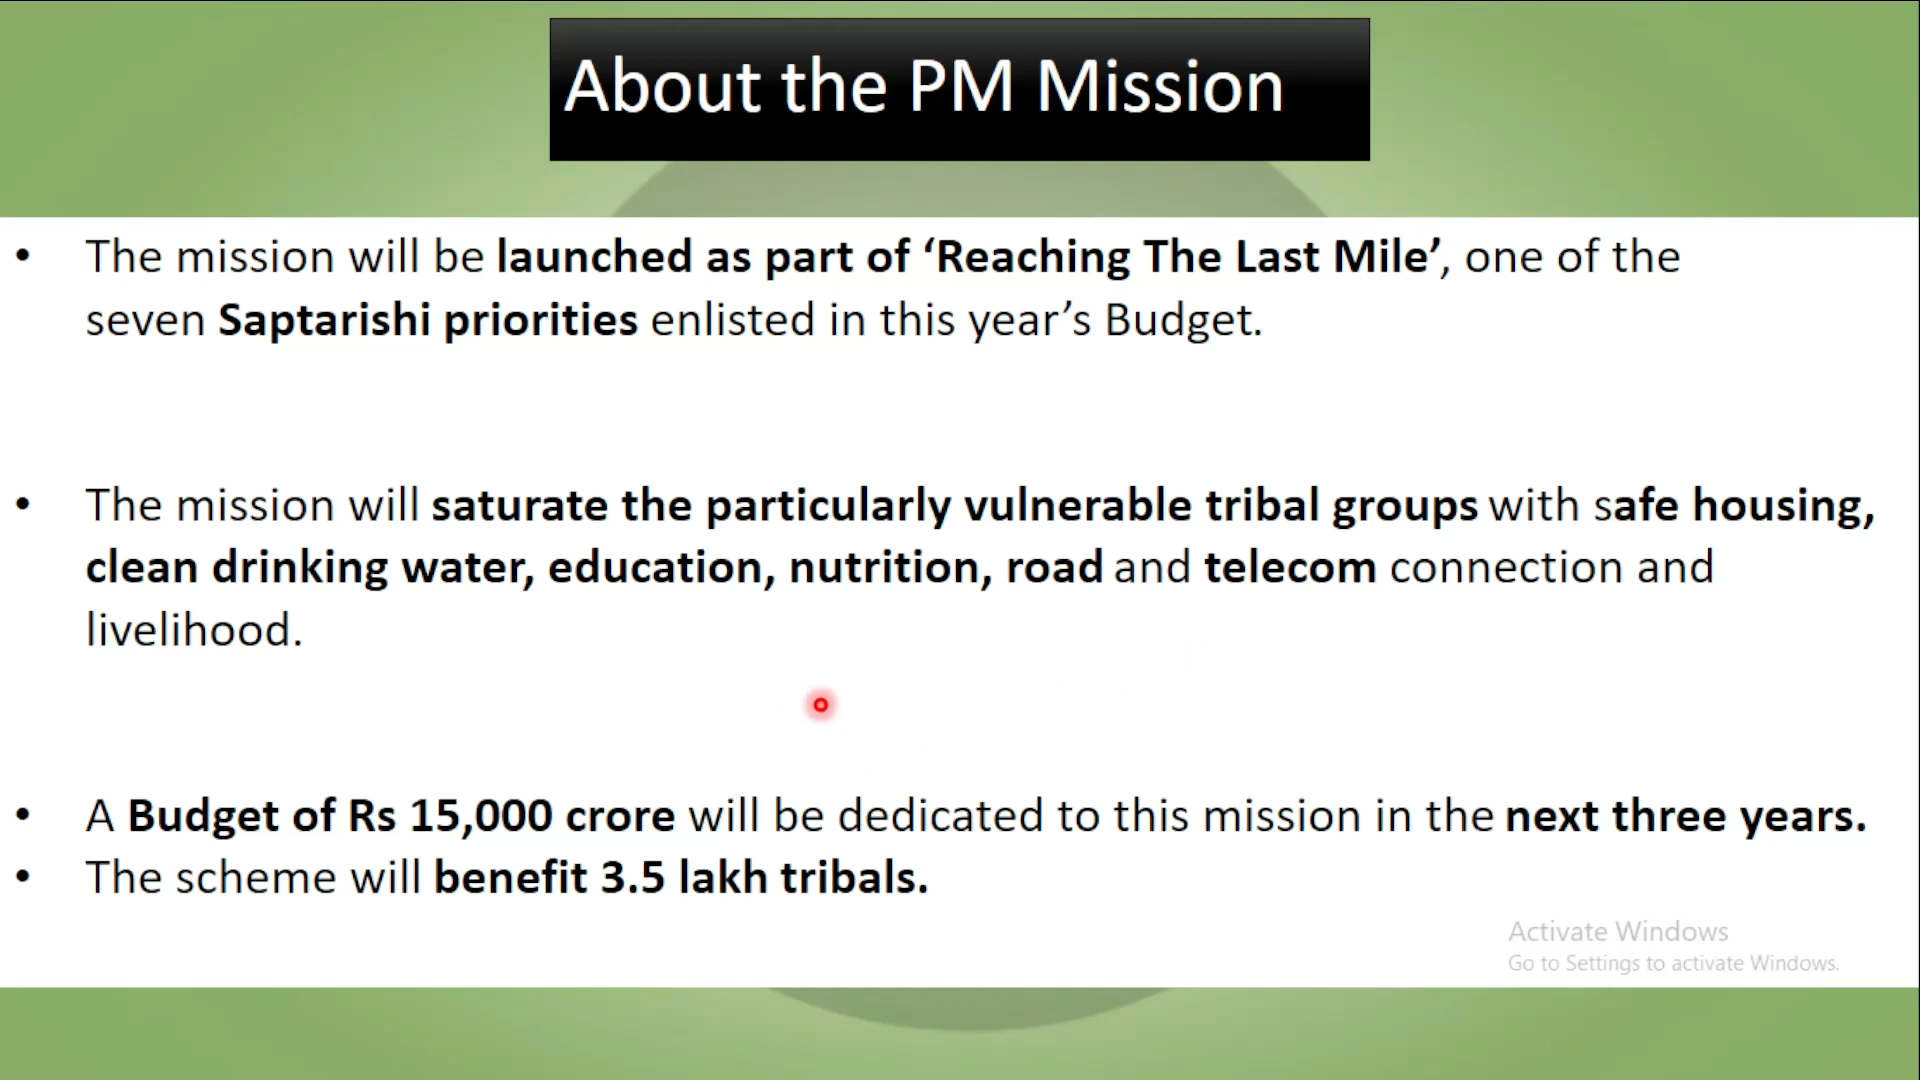 About the PM Mission
• The mission will be launched as part of ‘Reaching The Last Mile’, one of the
seven Saptarishi priorities enlisted in this year’s Budget.
• The mission will saturate the particularly vulnerable tribal groups with safe housing,
clean drinking water, education, nutrition, road and telecom connection and
livelihood.
• A Budget of Rs 15,000 crore will be dedicated to this mission in the next three years.
• The scheme will benefit 3.5 lakh tribals.
Activate Windows
Go to Settings to activate Windows.